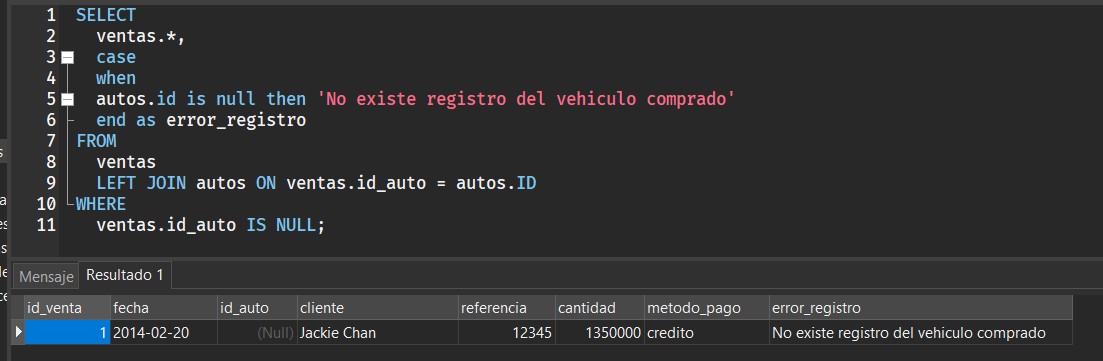 1 SELECT
2 ventas.*,
3 case
4 when
5 autos.id is null then 'No existe registro del vehiculo comprado'
6 end as error_registro
7 FROM
8 ventas
9 LEFT JOIN autos ON ventas.id_auto = autos.ID
10 WHERE
11 ventas.id_auto IS NULL;
Mensaje Resultado 1
id_venta fecha id_auto cliente referencia cantidad metodo_pago error_registro
1 2014-02-20 (Null) Jackie Chan 12345 1350000 credito No existe registro del vehiculo comprado